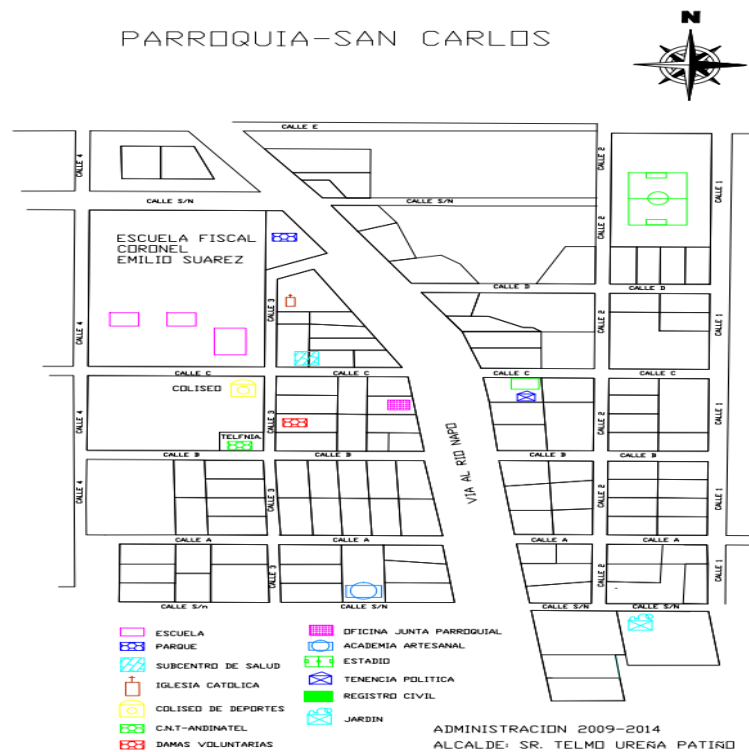 PARROQUIA-SAN CARLOS
N
CALLE E
CALLE 4
CALLE 2
CALLE 1
CALLE S/N
CALLE S/N
CALLE 2
ESCUELA FISCAL
CORONEL
EMILIO SUAREZ
CALLE D
CALLE D
CALLE 3
CALLE 4
CALLE 2
CALLE 1
CALLE C
CALLE C
CALLE C
COLISEO
CALLE 4
CALLE 3
CALLE 2
CALLE 1
TELFNIA.
CALLE B
CALLE B
CALLE B
CALLE B
VIA AL RIO NAPO
CALLE 4
CALLE 3
CALLE 2
CALLE 1
CALLE A
CALLE A
CALLE A
CALLE A
CALLE 3
CALLE 2
CALLE 1
CALLE S/n
CALLE S/N
CALLE S/N
CALLE S/N
ESCUELA
PARQUE
SUBCENTRO DE SALUD
IGLESIA CATOLICA
COLISEO DE DEPORTES
C.N.T-ANDINATEL
DAMAS VOLUNTARIAS
OFICINA JUNTA PARROQUIAL
ACADEMIA ARTESANAL
ESTADIO
TENENCIA POLITICA
REGISTRO CIVIL
JARDIN
ADMINISTRACION 2009-2014
ALCALDE: SR. TELMO UREÑA PATIÑO